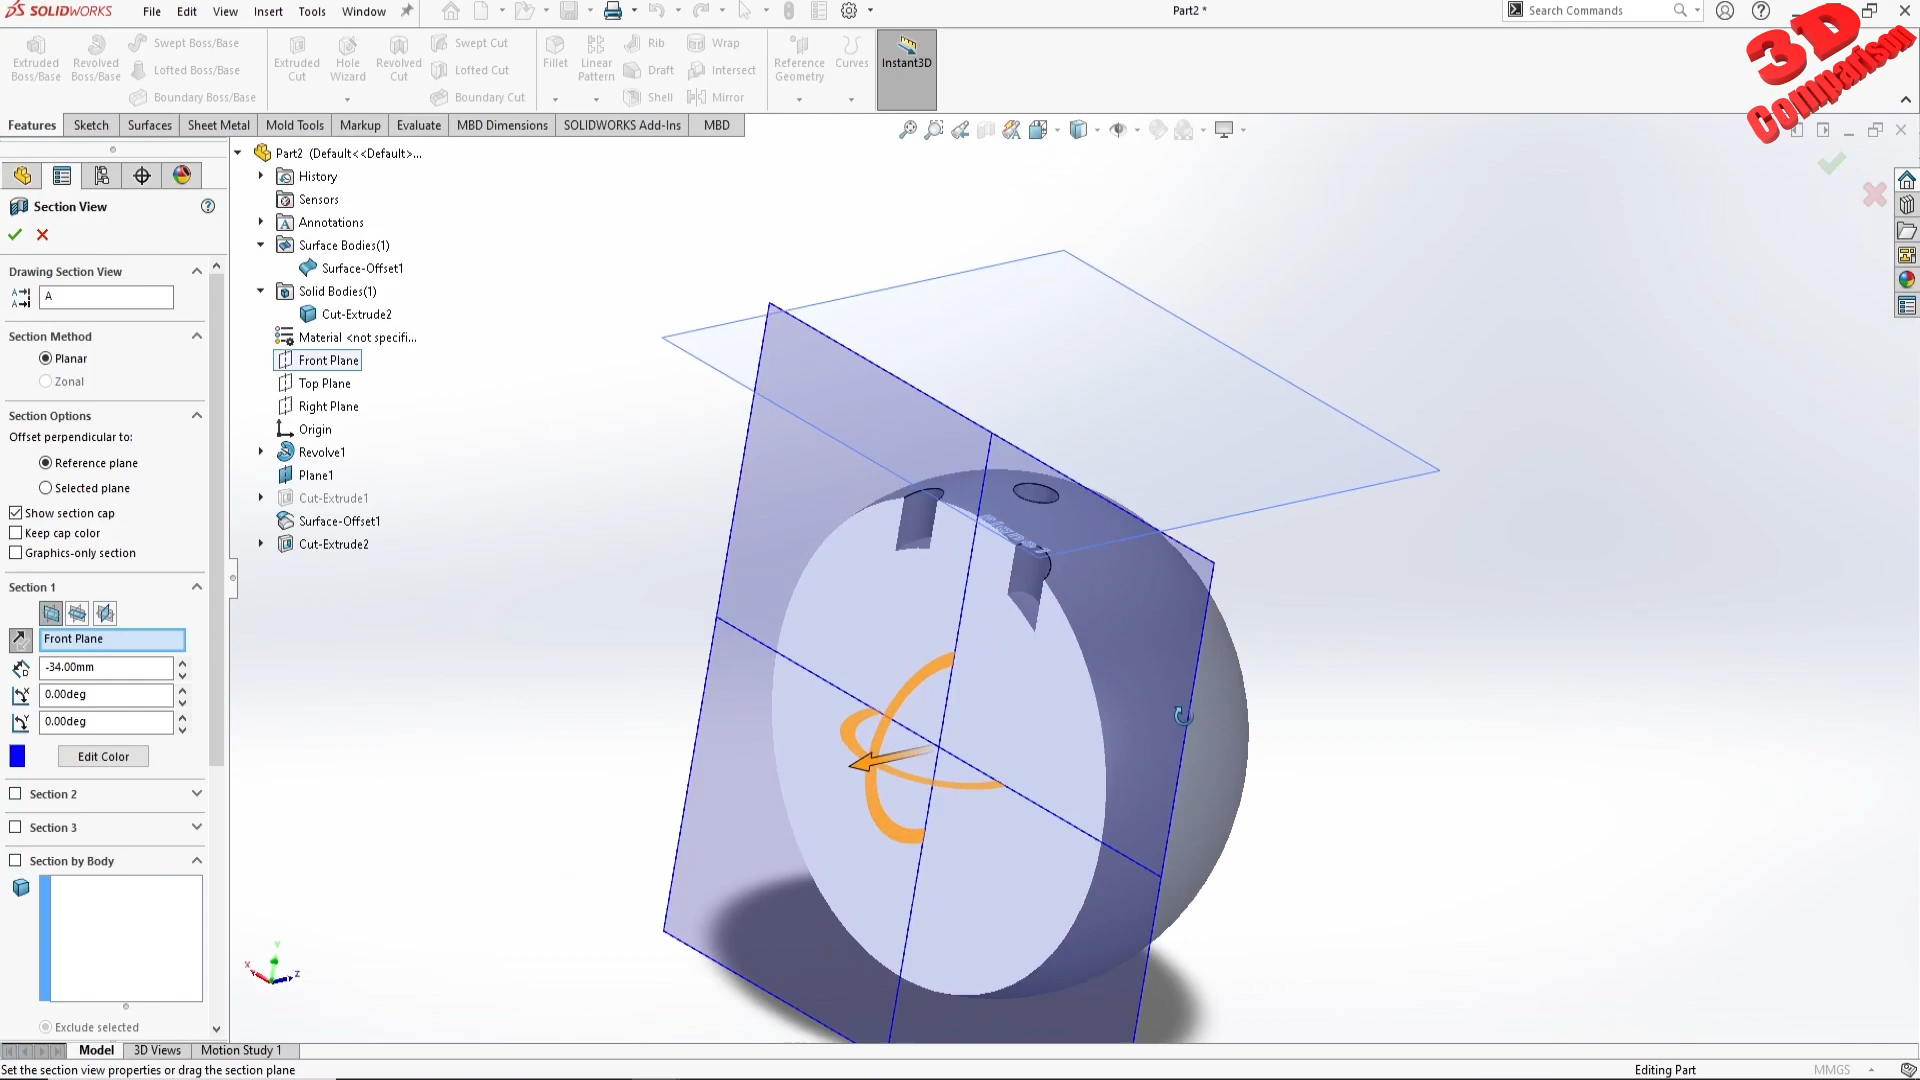 SOLIDWORKS
File Edit View Insert Tools Window
Part2 *
Search Commands
3D Comparison
Extruded Boss/Base
Revolved Boss/Base
Swept Boss/Base
Lofted Boss/Base
Boundary Boss/Base
Extruded Cut
Hole Wizard
Revolved Cut
Swept Cut
Lofted Cut
Boundary Cut
Fillet
Linear Pattern
Rib
Draft
Shell
Wrap
Intersect
Mirror
Reference Geometry
Curves
Instant3D
Features Sketch Surfaces Sheet Metal Mold Tools Markup Evaluate MBD Dimensions SOLIDWORKS Add-Ins MBD
Section View
Drawing Section View
A
Section Method
Planar
Zonal
Section Options
Offset perpendicular to:
Reference plane
Selected plane
Show section cap
Keep cap color
Graphics-only section
Section 1
Front Plane
-34.00mm
0.00deg
0.00deg
Edit Color
Section 2
Section 3
Section by Body
Exclude selected
Part2 (Default<<Default>...
History
Sensors
Annotations
Surface Bodies(1)
Surface-Offset1
Solid Bodies(1)
Cut-Extrude2
Material <not specifi...
Front Plane
Top Plane
Right Plane
Origin
Revolve1
Plane1
Cut-Extrude1
Surface-Offset1
Cut-Extrude2
Plane1
Y
X
Z
Model 3D Views Motion Study 1
Set the section view properties or drag the section plane
Editing Part
MMGS